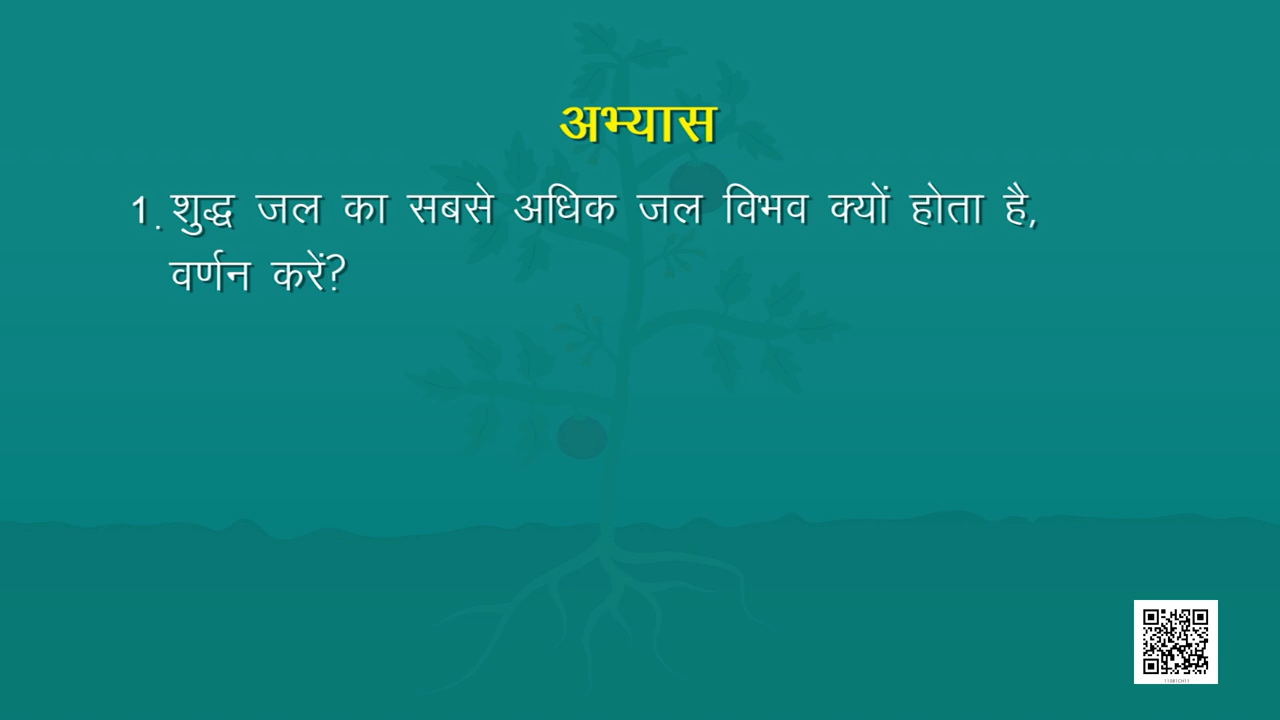 अभ्यास
1. शुद्ध जल का सबसे अधिक जल विभव क्यों होता है,
वर्णन करें?